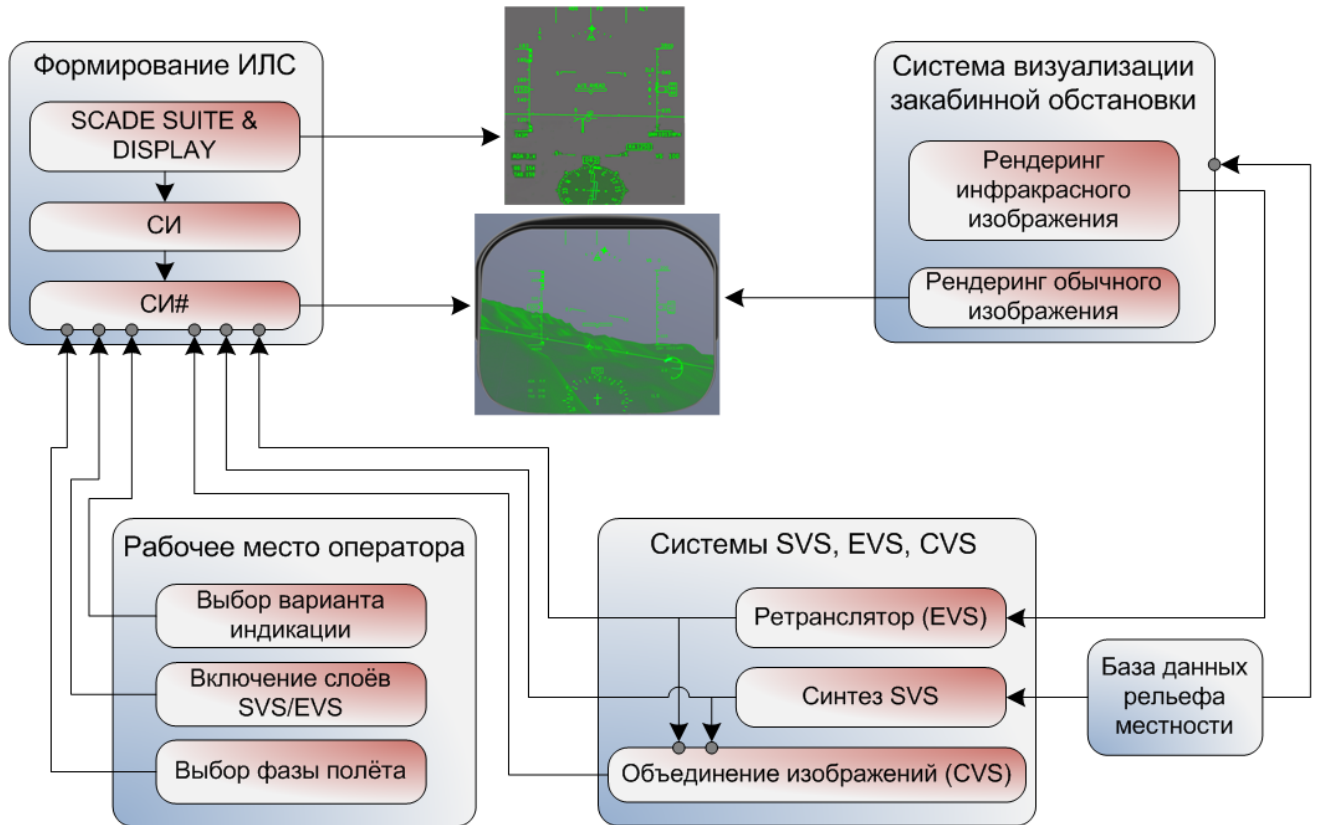 Формирование ИЛС
SCADE SUITE &
DISPLAY
СИ
СИ#
Система визуализации
закабинной обстановки
Рендеринг
инфракрасного
изображения
Рендеринг обычного
изображения
Рабочее место оператора
Выбор варианта
индикации
Включение слоёв
SVS/EVS
Выбор фазы полёта
Системы SVS, EVS, CVS
Ретранслятор (EVS)
Синтез SVS
Объединение изображений (CVS)
База данных
рельефа
местности